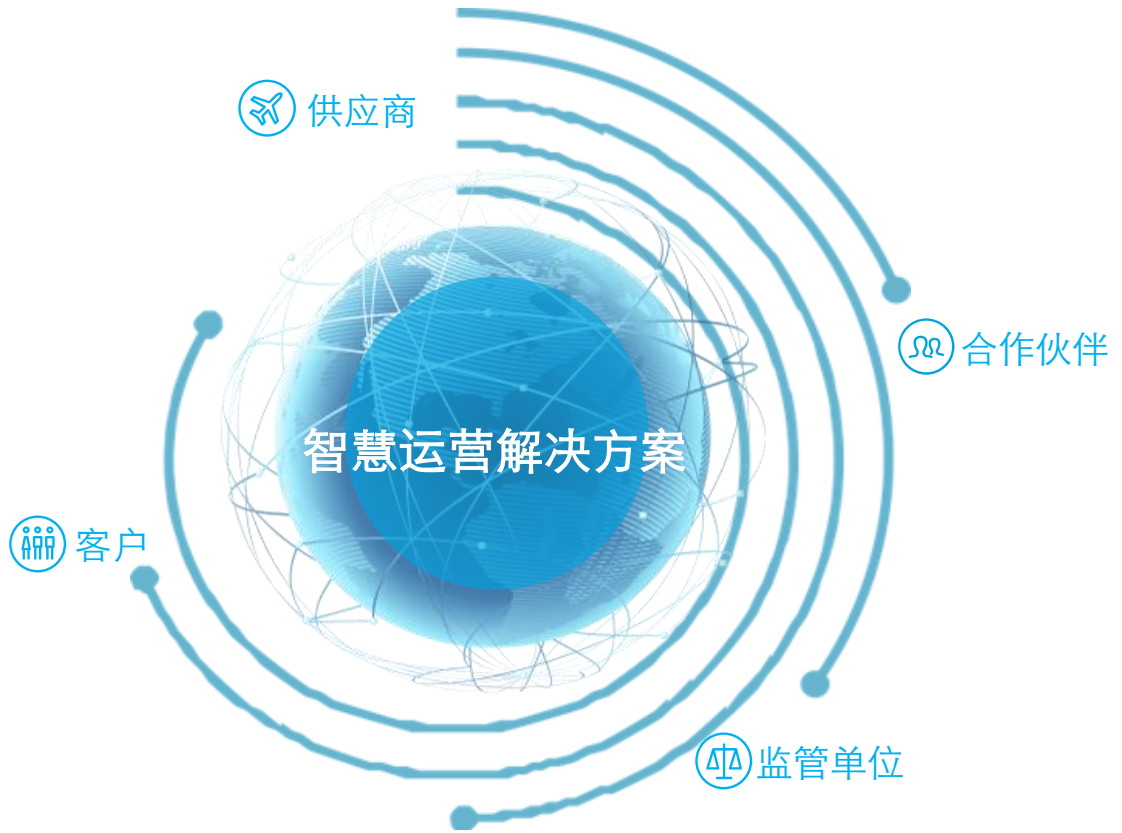 供应商
合作伙伴
智慧运营解决方案
客户
监管单位